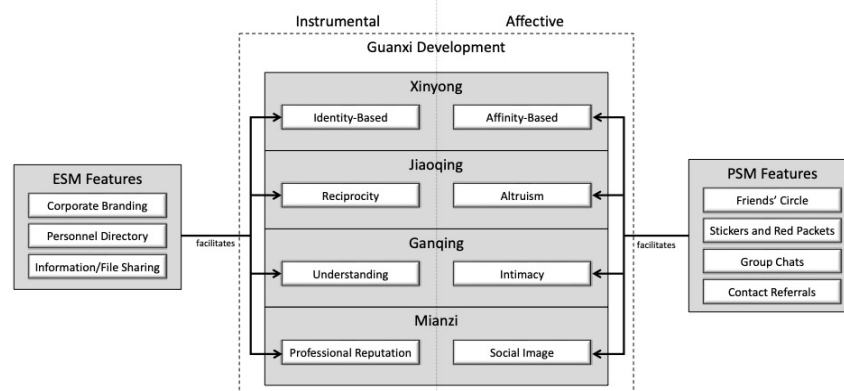 Instrumental
Affective
Guanxi Development
Xinyong
Identity-Based
Affinity-Based
Jiaoqing
Reciprocity
Altruism
Ganqing
Understanding
Intimacy
Mianzi
Professional Reputation
Social Image
ESM Features
Corporate Branding
Personnel Directory
Information/File Sharing
facilitates
PSM Features
Friends' Circle
Stickers and Red Packets
Group Chats
Contact Referrals
facilitates